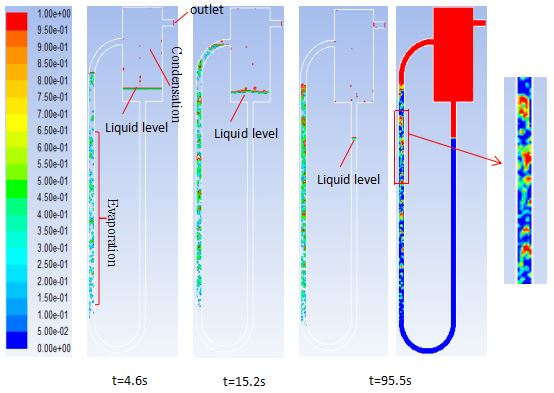 1.00e+00
9.50e-01
9.00e-01
8.50e-01
8.00e-01
7.50e-01
7.00e-01
6.50e-01
6.00e-01
5.50e-01
5.00e-01
4.50e-01
4.00e-01
3.50e-01
3.00e-01
2.50e-01
2.00e-01
1.50e-01
1.00e-01
5.00e-02
0.00e+00
outlet
Condensation
Liquid level
Evaporation
Liquid level
Liquid level
t=4.6s
t=15.2s
t=95.5s